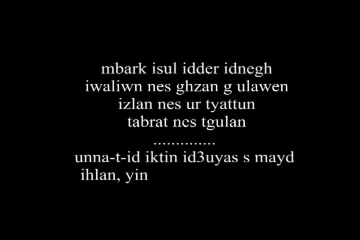 mbark isul idder idnegh
iwaliwn nes ghzan g ulawen
izlan nes ur tyattun
tabrat nes tgulan
..............
unna-t-id iktin id3uyas s mayd
ihlan, yin